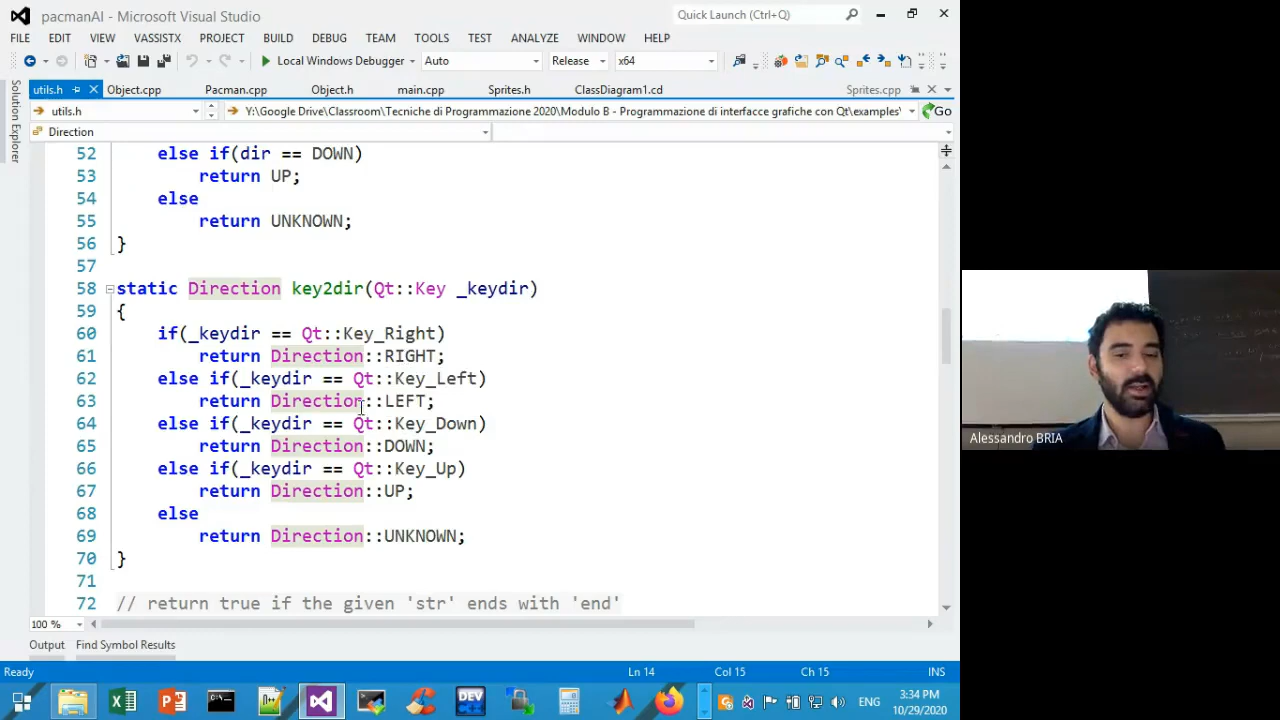 pacmanAI - Microsoft Visual Studio
Quick Launch (Ctrl+Q)
FILE EDIT VIEW VASSISTX PROJECT BUILD DEBUG TEAM TOOLS TEST ANALYZE WINDOW HELP
Local Windows Debugger Auto Release x64
utils.h Object.cpp Pacman.cpp Object.h main.cpp Sprites.h ClassDiagram1.cd Sprites.cpp
Solution Explorer
utils.h Y:\Google Drive\Classroom\Tecniche di Programmazione 2020\Modulo B - Programmazione di interfacce grafiche con Qt\examples\ Go
Direction
52 else if(dir == DOWN)
53 return UP;
54 else
55 return UNKNOWN;
56 }
57
58 static Direction key2dir(Qt::Key _keydir)
59 {
60 if(_keydir == Qt::Key_Right)
61 return Direction::RIGHT;
62 else if(_keydir == Qt::Key_Left)
63 return Direction::LEFT;
64 else if(_keydir == Qt::Key_Down)
65 return Direction::DOWN;
66 else if(_keydir == Qt::Key_Up)
67 return Direction::UP;
68 else
69 return Direction::UNKNOWN;
70 }
71
72 // return true if the given 'str' ends with 'end'
100 %
Output Find Symbol Results
Ready Ln 14 Col 15 Ch 15 INS
DEV
ENG
3:34 PM
10/29/2020
Alessandro BRIA